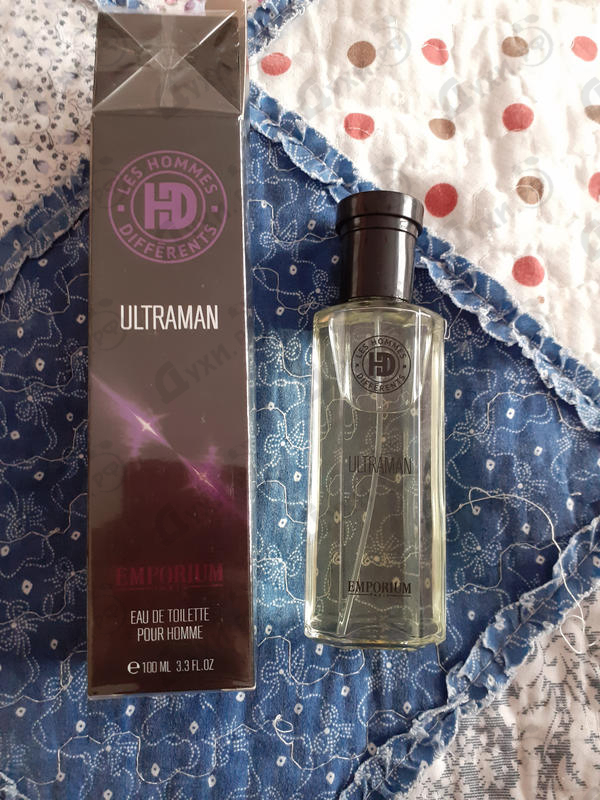 LES HOMMES
HD
DIFFÉRENTS
ULTRAMAN
EMPORIUM
EAU DE TOILETTE
POUR HOMME
e 100 ML 3.3 FL.OZ
LES HOMMES
HD
DIFFÉRENTS
ULTRAMAN
EMPORIUM
PARIS